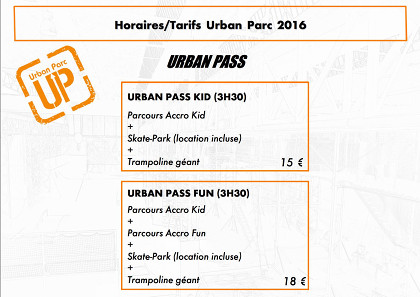 Horaires/Tarifs Urban Parc 2016
Urban Parc
UP
URBAN PASS
URBAN PASS KID (3H30)
Parcours Accro Kid
+
Skate-Park (location incluse)
+
Trampoline géant 15 €
URBAN PASS FUN (3H30)
Parcours Accro Kid
+
Parcours Accro Fun
+
Skate-Park (location incluse)
+
Trampoline géant 18 €